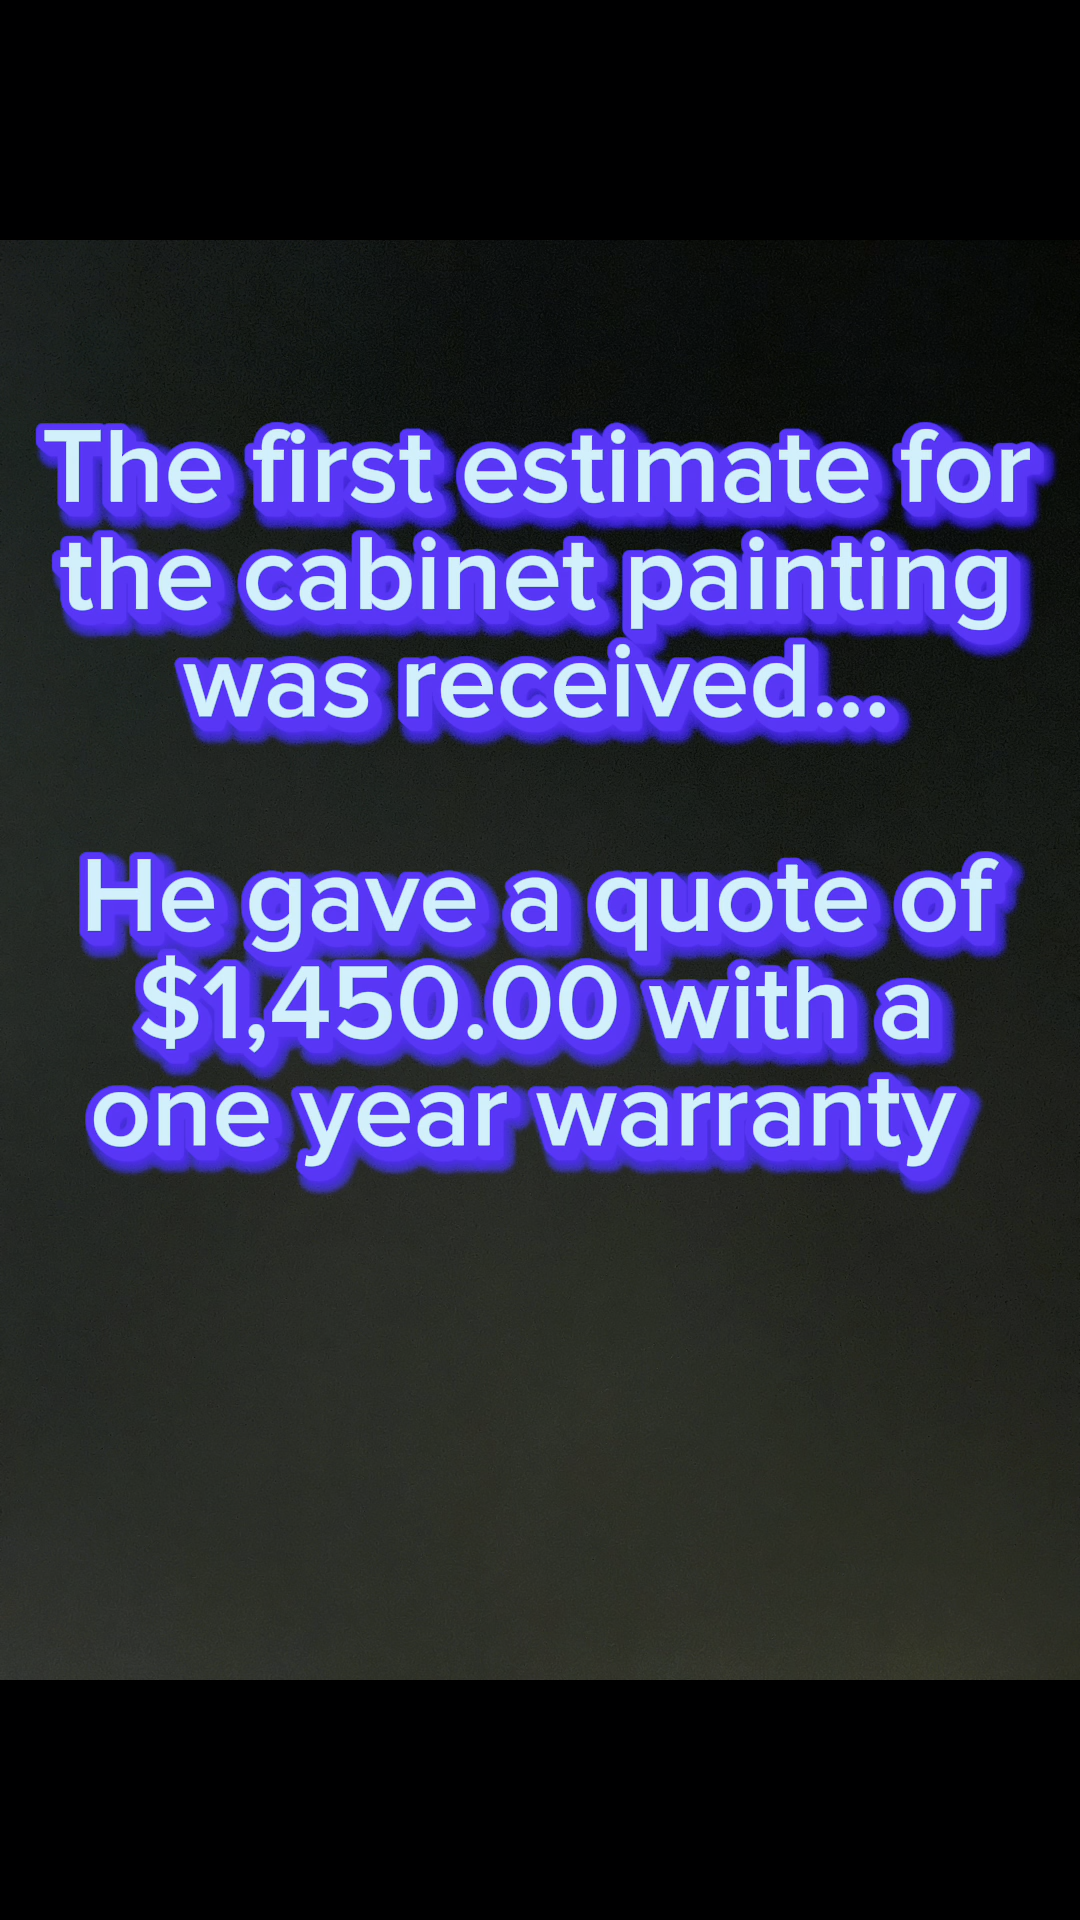 The first estimate for
the cabinet painting
was received...
He gave a quote of
$1,450.00 with a
one year warranty